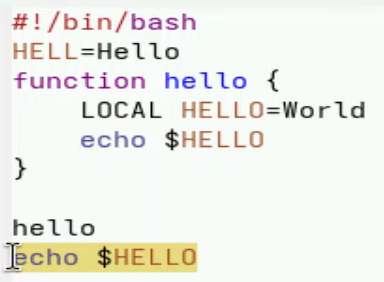 #!/bin/bash
HELL=Hello
function hello {
    LOCAL HELLO=World
    echo $HELLO
}
hello
echo $HELLO